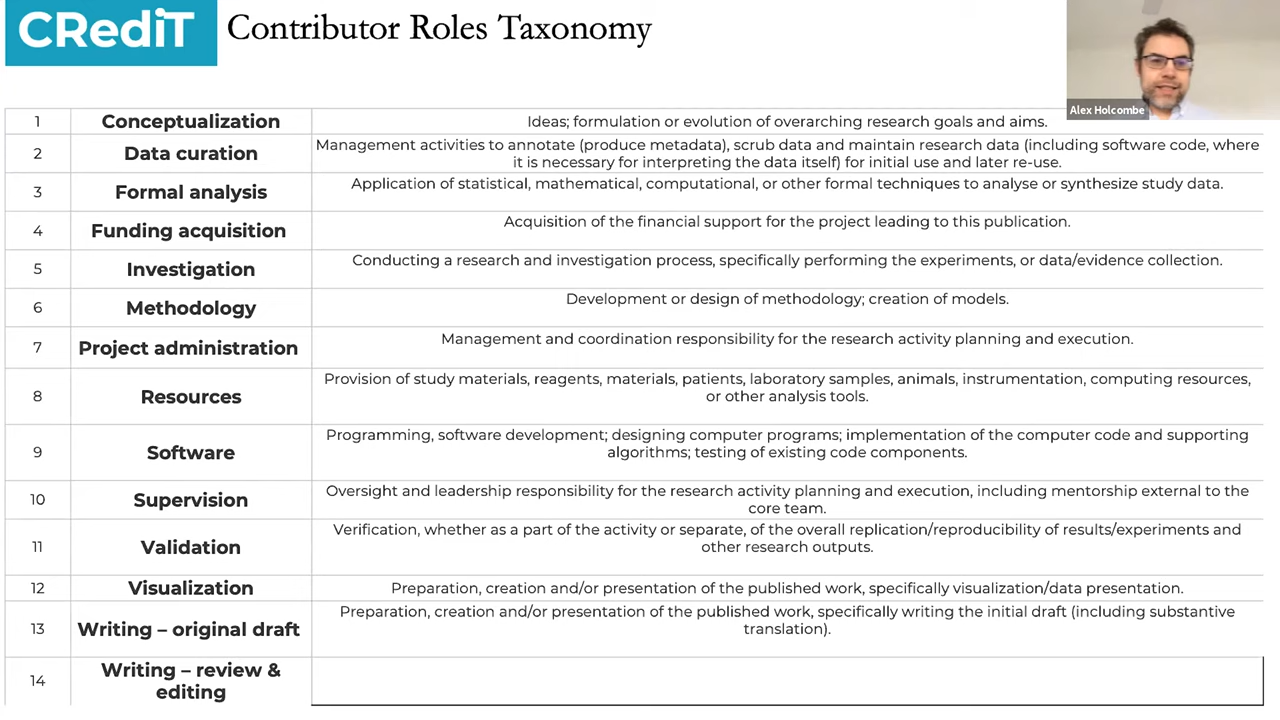 CRediT Contributor Roles Taxonomy
Alex Holcombe
1 Conceptualization Ideas; formulation or evolution of overarching research goals and aims.
2 Data curation Management activities to annotate (produce metadata), scrub data and maintain research data (including software code, where
it is necessary for interpreting the data itself) for initial use and later re-use.
3 Formal analysis Application of statistical, mathematical, computational, or other formal techniques to analyse or synthesize study data.
4 Funding acquisition Acquisition of the financial support for the project leading to this publication.
5 Investigation Conducting a research and investigation process, specifically performing the experiments, or data/evidence collection.
6 Methodology Development or design of methodology; creation of models.
7 Project administration Management and coordination responsibility for the research activity planning and execution.
8 Resources Provision of study materials, reagents, materials, patients, laboratory samples, animals, instrumentation, computing resources,
or other analysis tools.
9 Software Programming, software development; designing computer programs; implementation of the computer code and supporting
algorithms; testing of existing code components.
10 Supervision Oversight and leadership responsibility for the research activity planning and execution, including mentorship external to the
core team.
11 Validation Verification, whether as a part of the activity or separate, of the overall replication/reproducibility of results/experiments and
other research outputs.
12 Visualization Preparation, creation and/or presentation of the published work, specifically visualization/data presentation.
13 Writing – original draft Preparation, creation and/or presentation of the published work, specifically writing the initial draft (including substantive
translation).
14 Writing – review &
editing